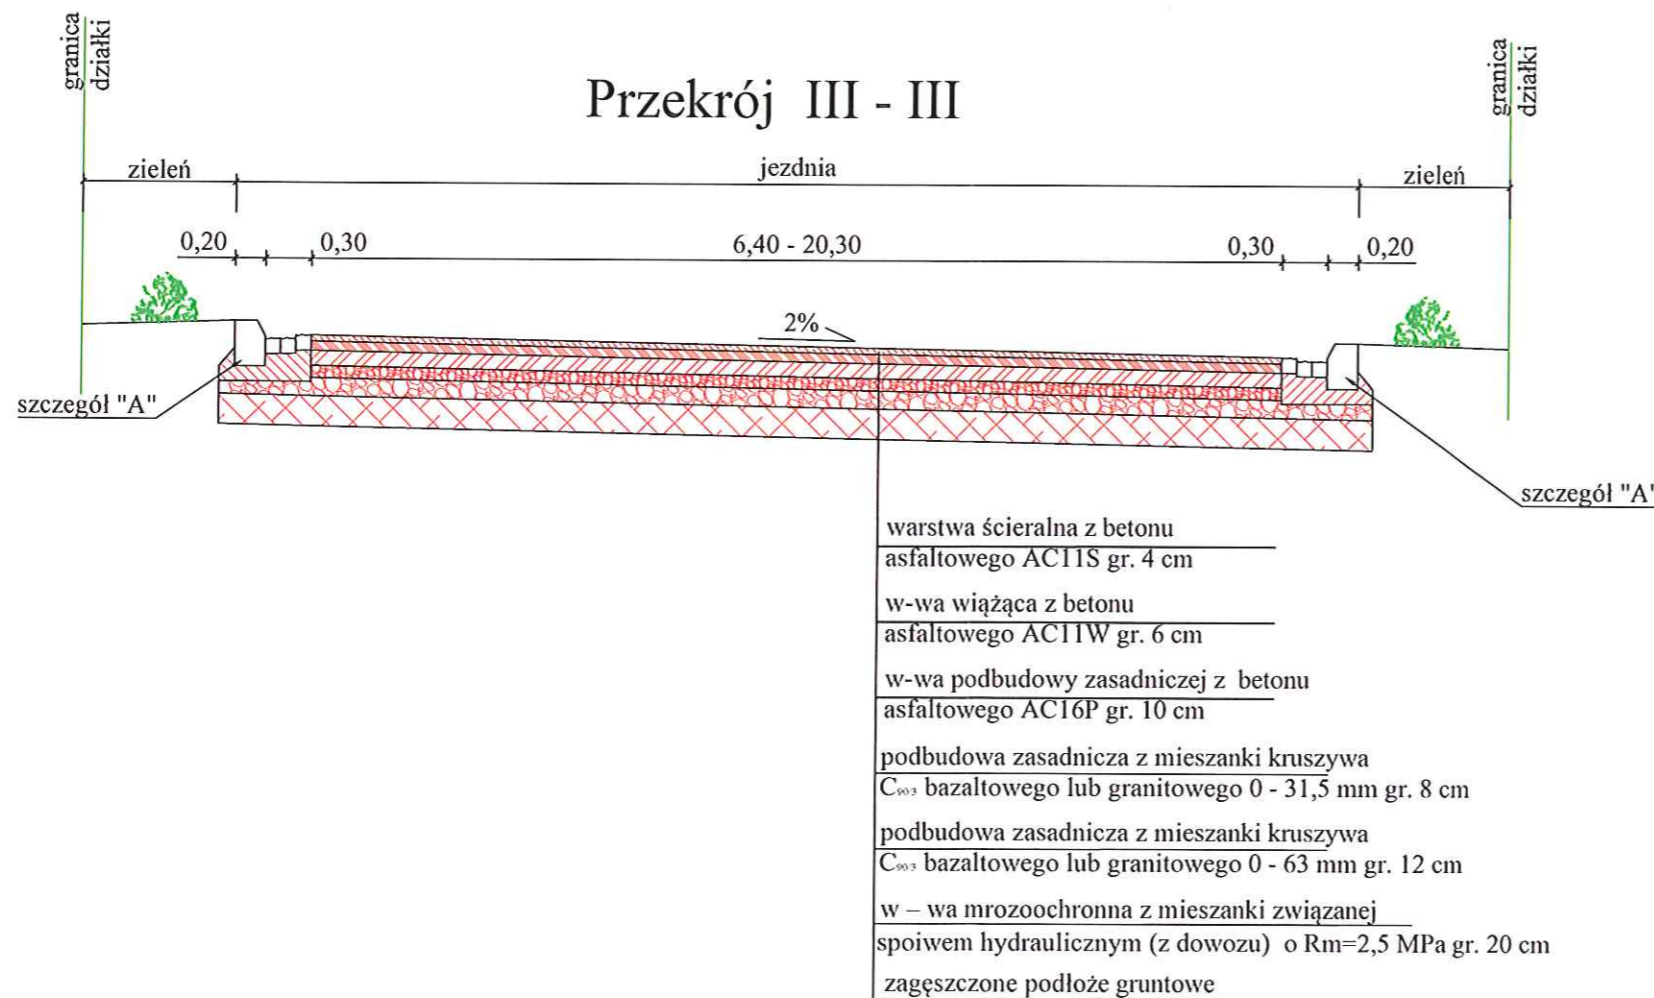 granica
działki
granica
działki
Przekrój III - III
zieleń
jezdnia
zieleń
0,20
0,30
6,40 - 20,30
0,30
0,20
2%
szczegół "A"
szczegół "A"
warstwa ścieralna z betonu
asfaltowego AC11S gr. 4 cm
w-wa wiążąca z betonu
asfaltowego AC11W gr. 6 cm
w-wa podbudowy zasadniczej z betonu
asfaltowego AC16P gr. 10 cm
podbudowa zasadnicza z mieszanki kruszywa
C90/3 bazaltowego lub granitowego 0 - 31,5 mm gr. 8 cm
podbudowa zasadnicza z mieszanki kruszywa
C90/3 bazaltowego lub granitowego 0 - 63 mm gr. 12 cm
w – wa mrozoochronna z mieszanki związanej
spoiwem hydraulicznym (z dowozu) o Rm=2,5 MPa gr. 20 cm
zagęszczone podłoże gruntowe